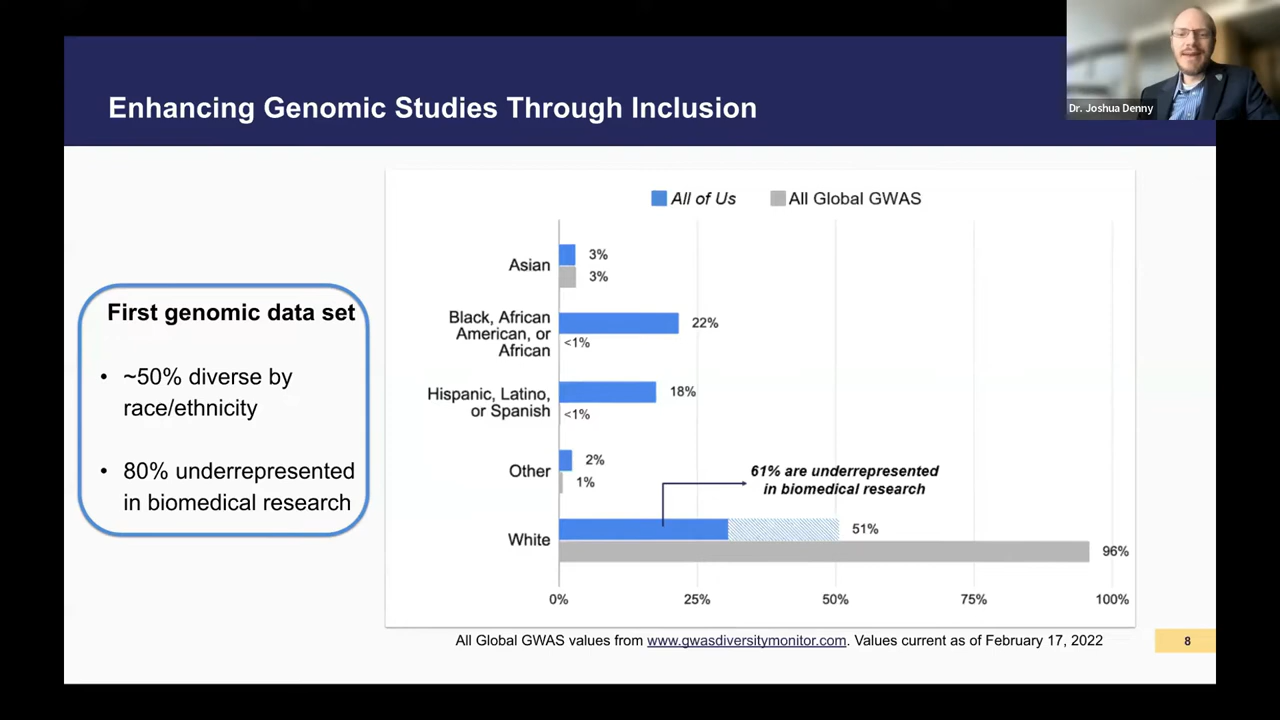 Dr. Joshua Denny
Enhancing Genomic Studies Through Inclusion
First genomic data set
• ~50% diverse by
race/ethnicity
• 80% underrepresented
in biomedical research
All of Us
All Global GWAS
Asian
3%
3%
Black, African
American, or
African
22%
<1%
Hispanic, Latino,
or Spanish
18%
<1%
Other
2%
1%
61% are underrepresented
in biomedical research
White
51%
96%
0%
25%
50%
75%
100%
All Global GWAS values from www.gwasdiversitymonitor.com. Values current as of February 17, 2022
8